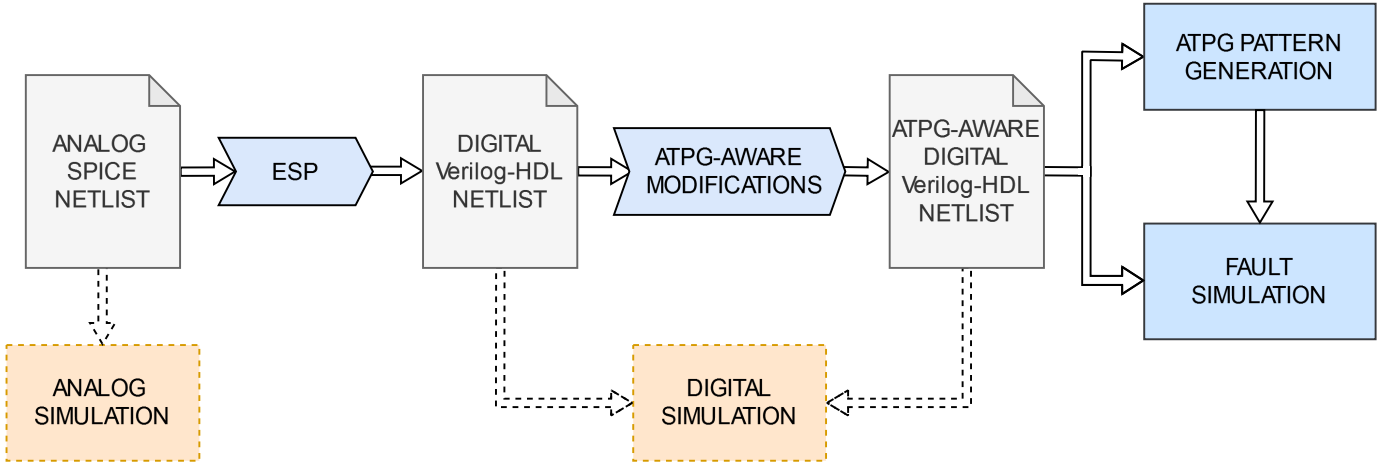 ANALOG
SPICE
NETLIST
ESP
DIGITAL
Verilog-HDL
NETLIST
ATPG-AWARE
MODIFICATIONS
ATPG-AWARE
DIGITAL
Verilog-HDL
NETLIST
ATPG PATTERN
GENERATION
FAULT
SIMULATION
ANALOG
SIMULATION
DIGITAL
SIMULATION